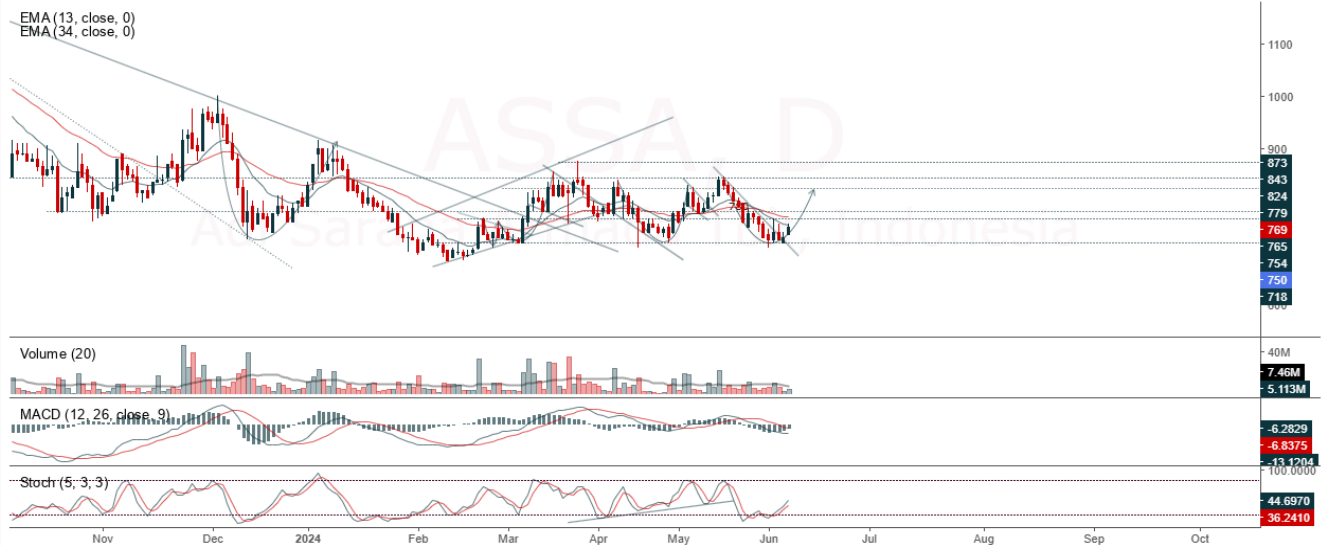 EMA (13, close, 0)
EMA (34, close, 0)
ASSA, D
1100
1000
900
873
843
824
779
769
765
754
750
718
Volume (20)
40M
7.46M
5.113M
MACD (12, 26, close, 9)
-6.2829
-6.8375
-13.1204
100.0000
Stoch (5, 3, 3)
44.6970
36.2410
Nov
Dec
2024
Feb
Mar
Apr
May
Jun
Jul
Aug
Sep
Oct